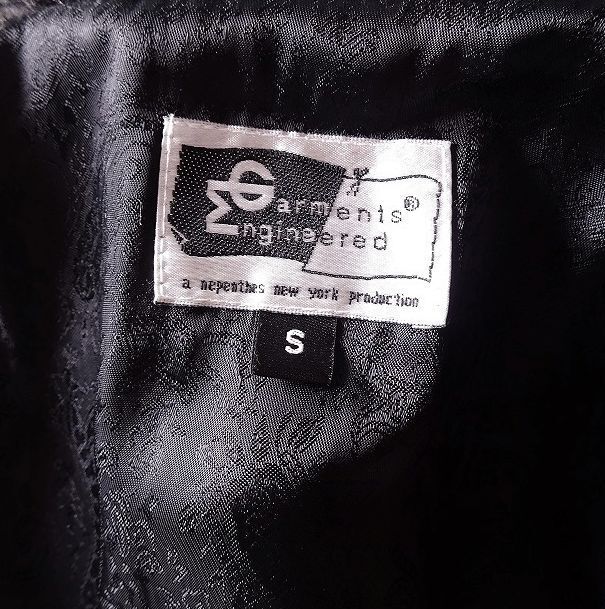 Garments®
Engineered
a nepenthes new york production
S